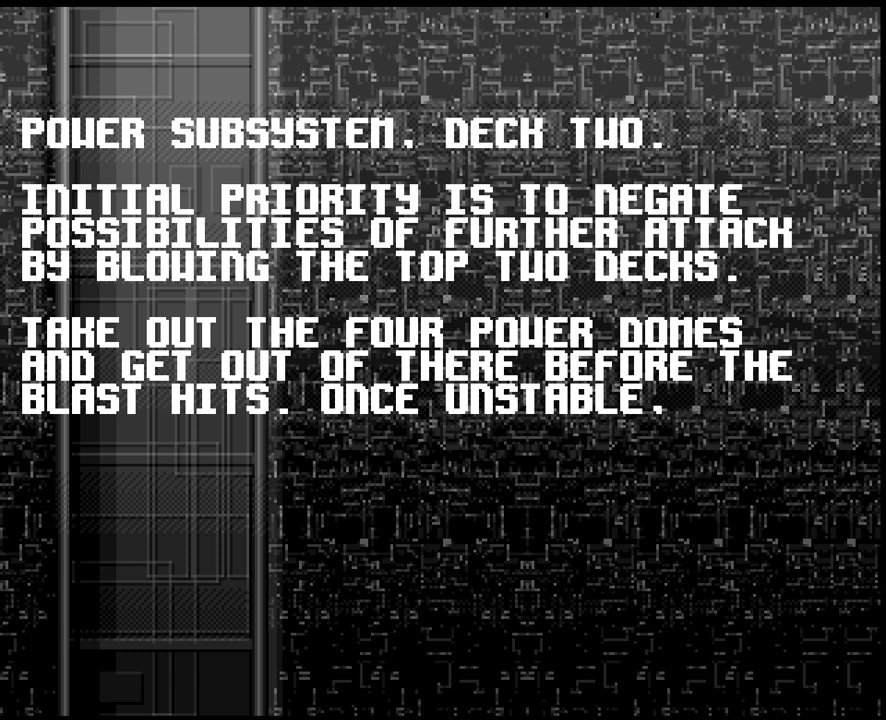 POWER SUBSYSTEM. DECK TWO.
INITIAL PRIORITY IS TO NEGATE
POSSIBILITIES OF FURTHER ATTACK
BY BLOWING THE TOP TWO DECKS.
TAKE OUT THE FOUR POWER DOMES
AND GET OUT OF THERE BEFORE THE
BLAST HITS. ONCE UNSTABLE.